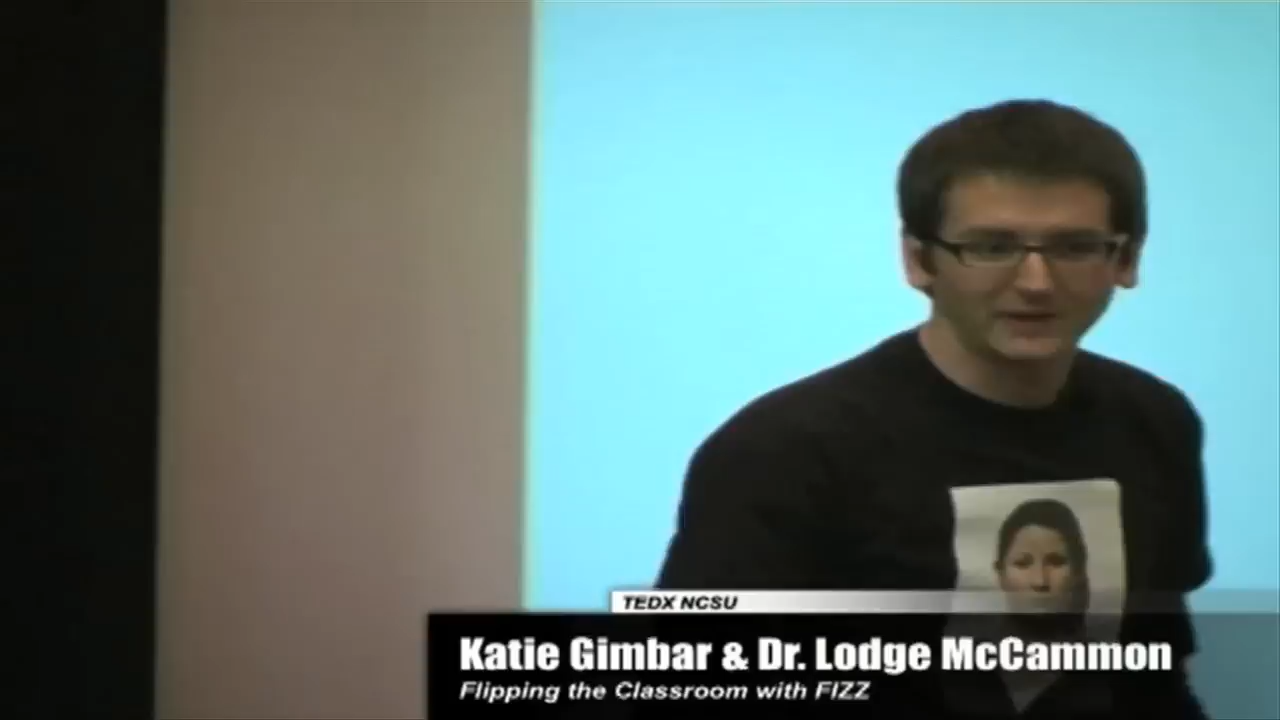 TEDX NCSU
Katie Gimbar & Dr. Lodge McCammon
Flipping the Classroom with FIZZ